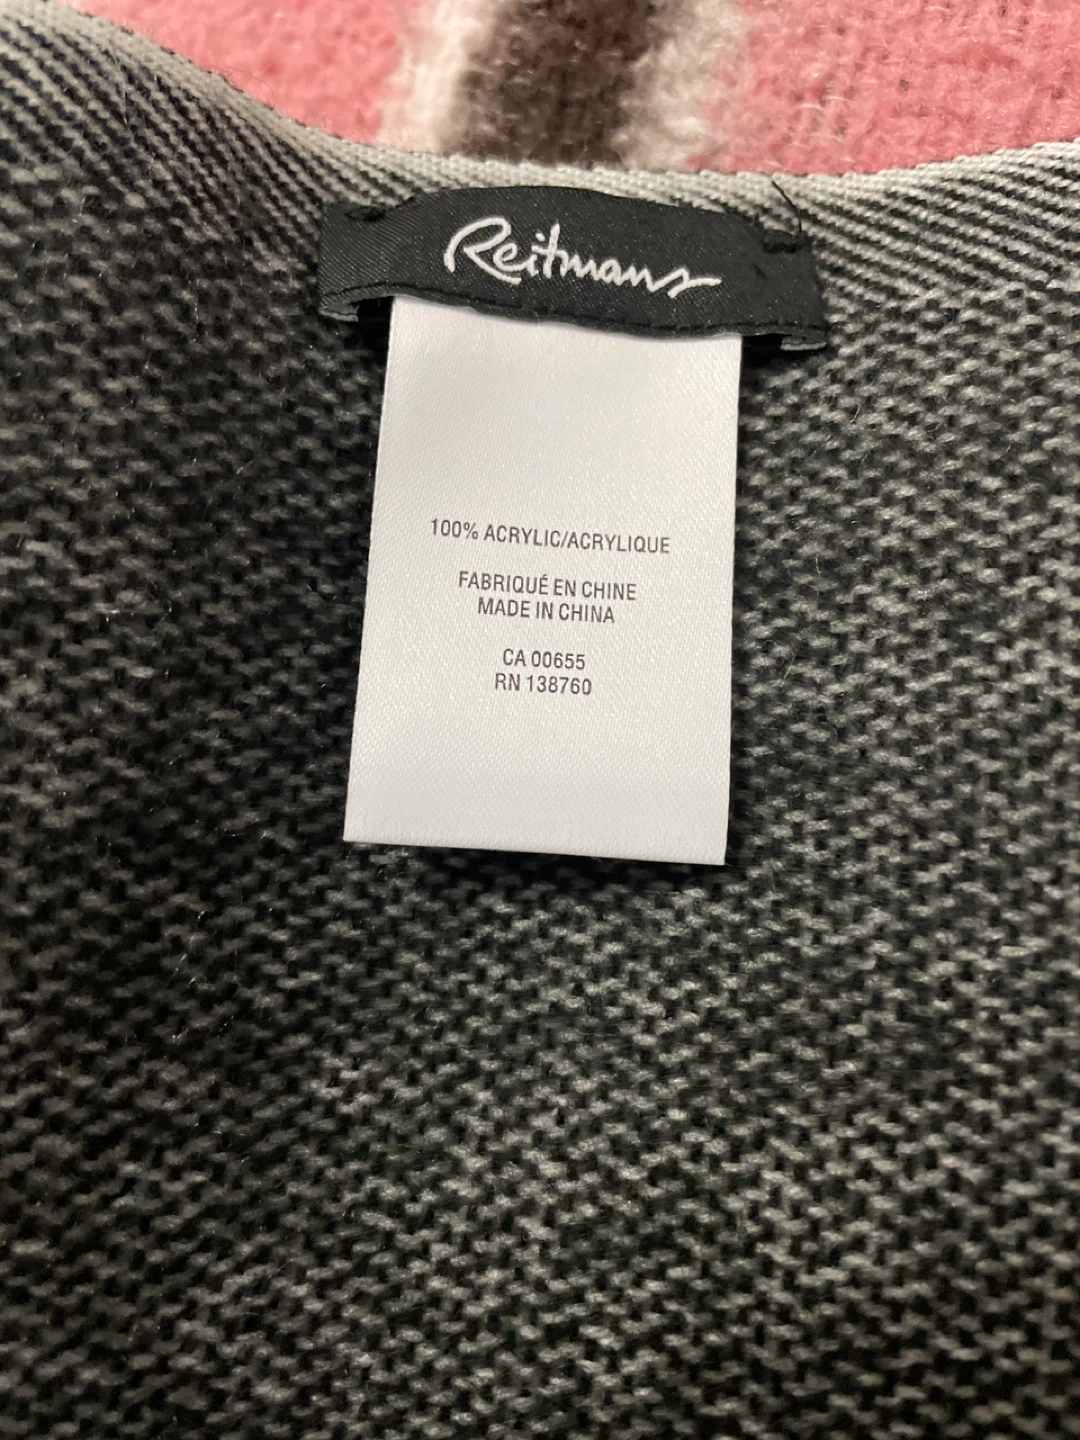 Reitmans
100% ACRYLIC/ACRYLIQUE
FABRIQUÉ EN CHINE
MADE IN CHINA
CA 00655
RN 138760